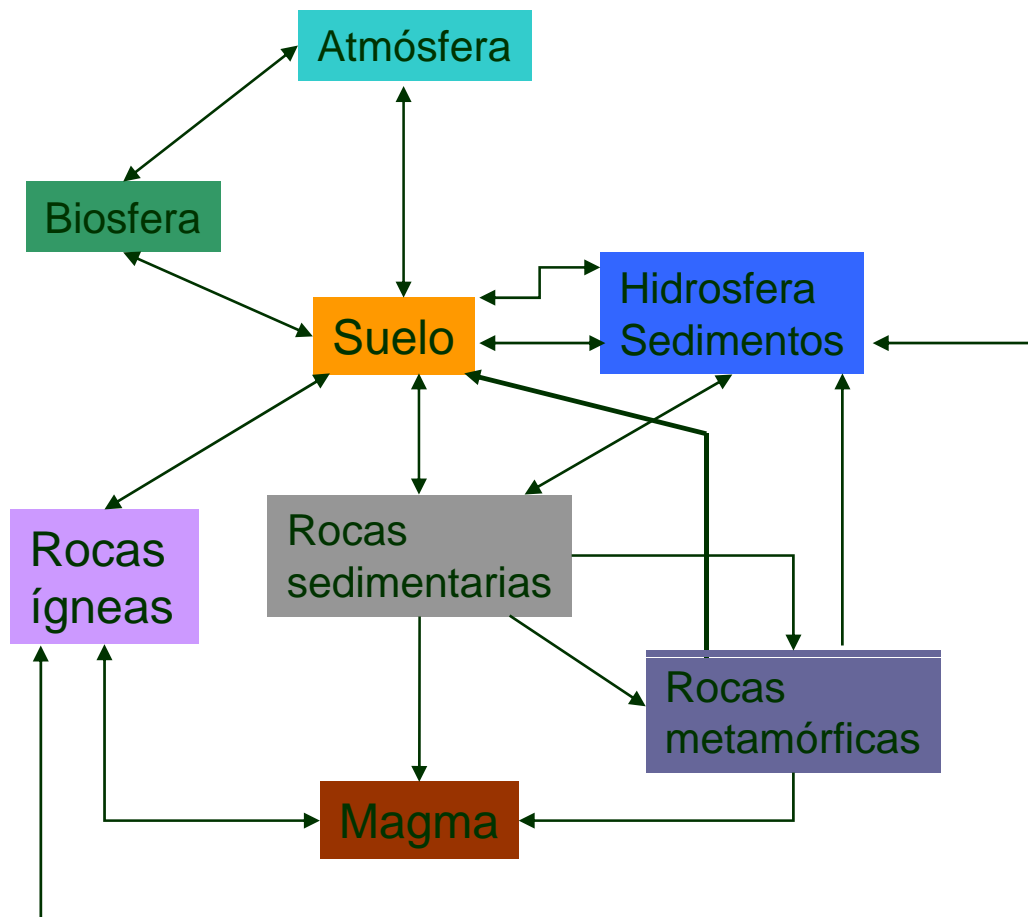 Atmósfera
Biosfera
Hidrosfera
Sedimentos
Suelo
Rocas
ígneas
Rocas
sedimentarias
Rocas
metamórficas
Magma